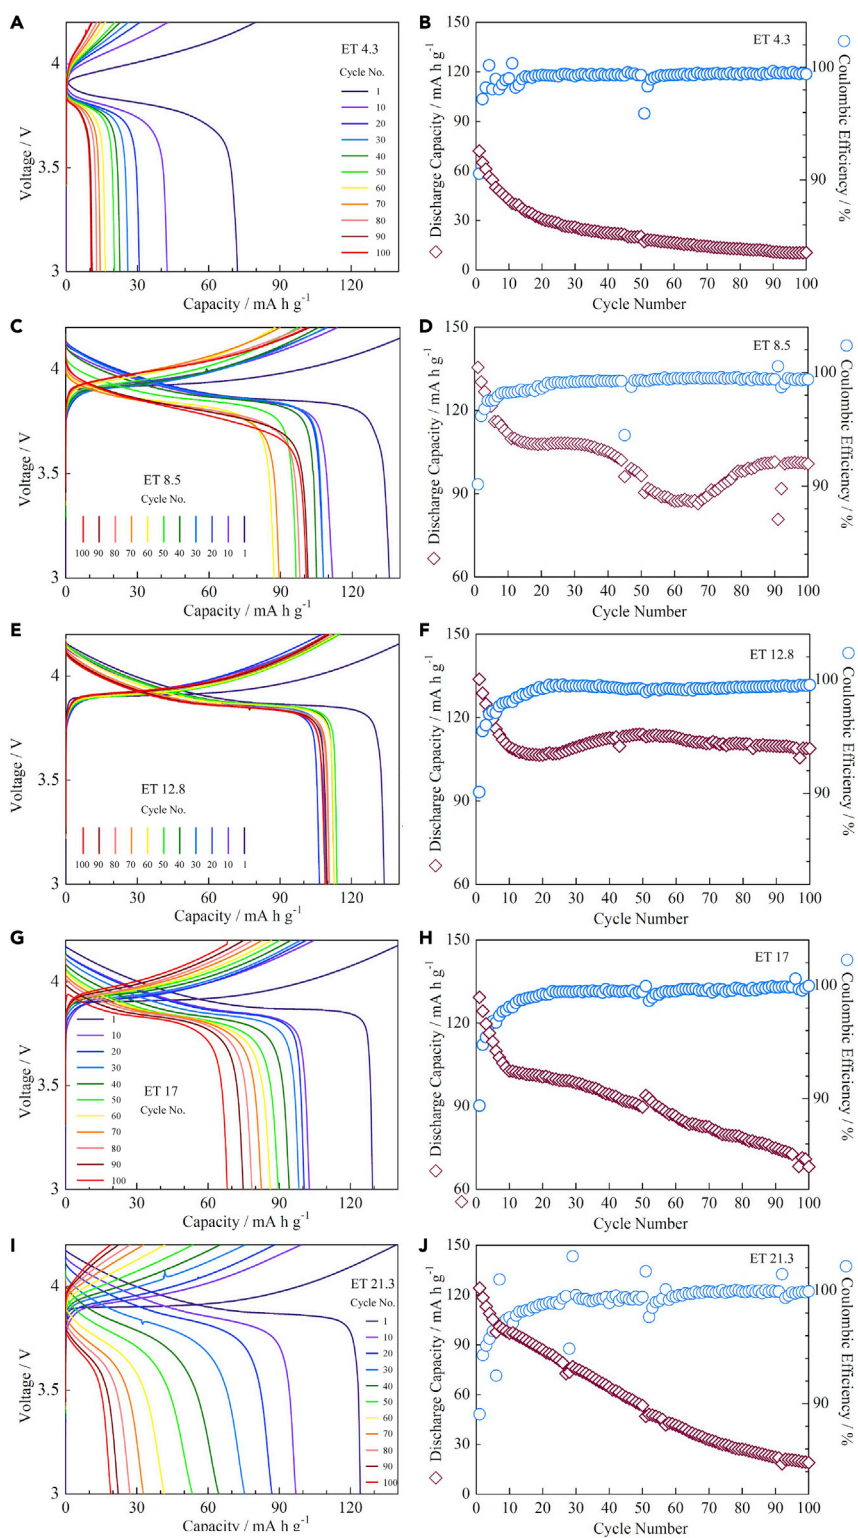 A
ET 4.3
Cycle No.
1
10
20
30
40
50
60
70
80
90
100
4
3.5
3
Voltage / V
0 30 60 90 120
Capacity / mA h g-1
B
ET 4.3
150
120
90
60
30
0
Discharge Capacity / mA h g-1
100
90
Coulombic Efficiency / %
0 10 20 30 40 50 60 70 80 90 100
Cycle Number
C
4
3.5
3
Voltage / V
ET 8.5
Cycle No.
100 90 80 70 60 50 40 30 20 10 1
0 30 60 90 120
Capacity / mA h g-1
D
ET 8.5
150
120
90
60
Discharge Capacity / mA h g-1
100
90
Coulombic Efficiency / %
0 10 20 30 40 50 60 70 80 90 100
Cycle Number
E
4
3.5
3
Voltage / V
ET 12.8
Cycle No.
100 90 80 70 60 50 40 30 20 10 1
0 30 60 90 120
Capacity / mA h g-1
F
ET 12.8
150
120
90
60
Discharge Capacity / mA h g-1
100
90
Coulombic Efficiency / %
0 10 20 30 40 50 60 70 80 90 100
Cycle Number
G
4
3.5
3
Voltage / V
1
10
20
30
40
50
60
70
80
90
100
ET 17
Cycle No.
0 30 60 90 120
Capacity / mA h g-1
H
ET 17
150
120
90
60
Discharge Capacity / mA h g-1
100
90
Coulombic Efficiency / %
0 10 20 30 40 50 60 70 80 90 100
Cycle Number
I
4
3.5
3
Voltage / V
ET 21.3
Cycle No.
1
10
20
30
40
50
60
70
80
90
100
0 30 60 90 120
Capacity / mA h g-1
J
ET 21.3
150
120
90
60
30
0
Discharge Capacity / mA h g-1
100
90
Coulombic Efficiency / %
0 10 20 30 40 50 60 70 80 90 100
Cycle Number